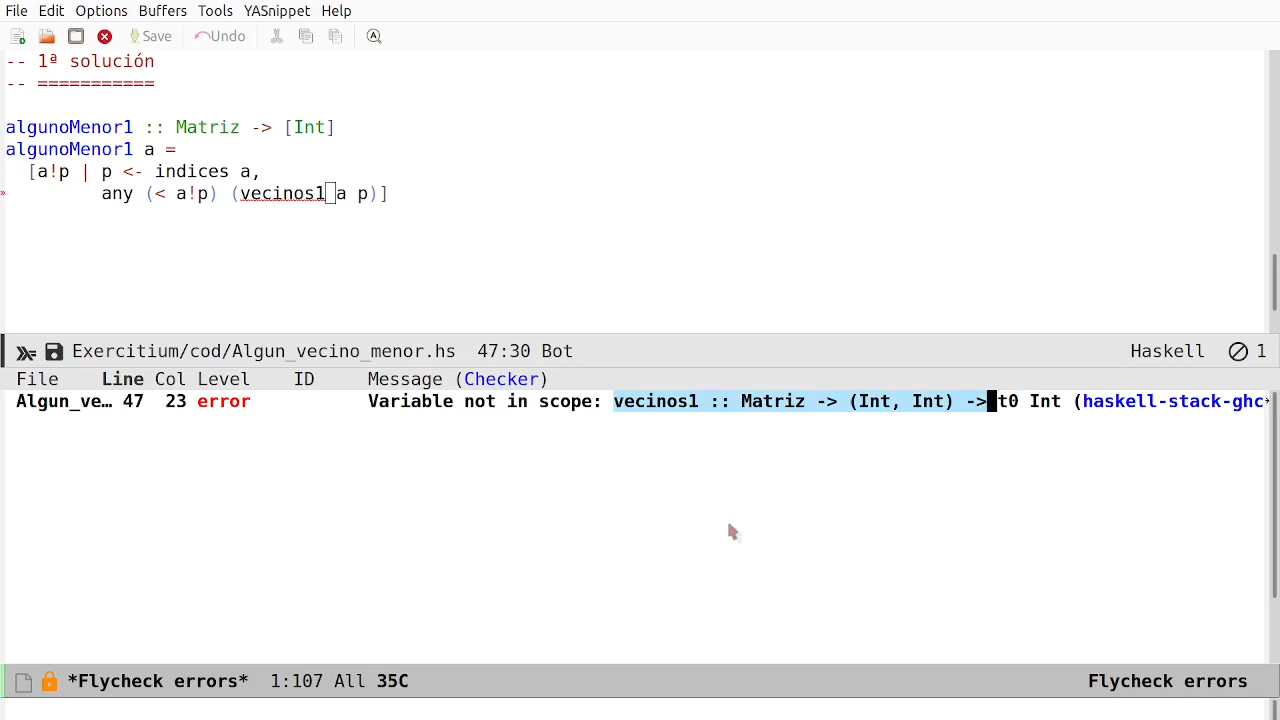 File Edit Options Buffers Tools YASnippet Help
Save Undo
-- 1ª solución
-- ===========
algunoMenor1 :: Matriz -> [Int]
algunoMenor1 a =
  [a!p | p <- indices a,
         any (< a!p) (vecinos1 a p)]
Exercitium/cod/Algun_vecino_menor.hs 47:30 Bot Haskell 1
File Line Col Level ID Message (Checker)
Algun_ve… 47 23 error Variable not in scope: vecinos1 :: Matriz -> (Int, Int) -> t0 Int (haskell-stack-ghc
*Flycheck errors* 1:107 All 35C Flycheck errors